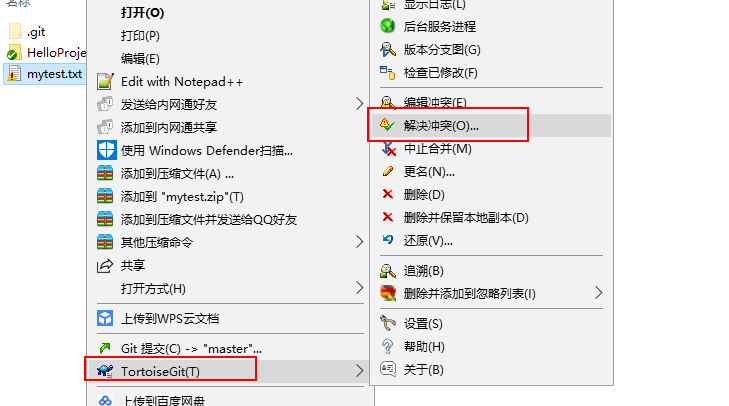 名称
.git
HelloProje
mytest.txt
打开(O)
打印(P)
编辑(E)
Edit with Notepad++
发送给内网通好友
添加到内网通共享
使用 Windows Defender扫描...
添加到压缩文件(A) ...
添加到 "mytest.zip"(T)
添加到压缩文件并发送给QQ好友
其他压缩命令
共享
打开方式(H)
上传到WPS云文档
Git 提交(C) -> "master"...
TortoiseGit(T)
上传到百度网盘
显示日志(L)
后台服务进程
版本分支图(G)
检查已修改(F)
编辑冲突(E)
解决冲突(O)...
中止合并(M)
更名(N)...
删除(D)
删除并保留本地副本(D)
还原(V)...
追溯(B)
删除并添加到忽略列表(I)
设置(S)
帮助(H)
关于(B)